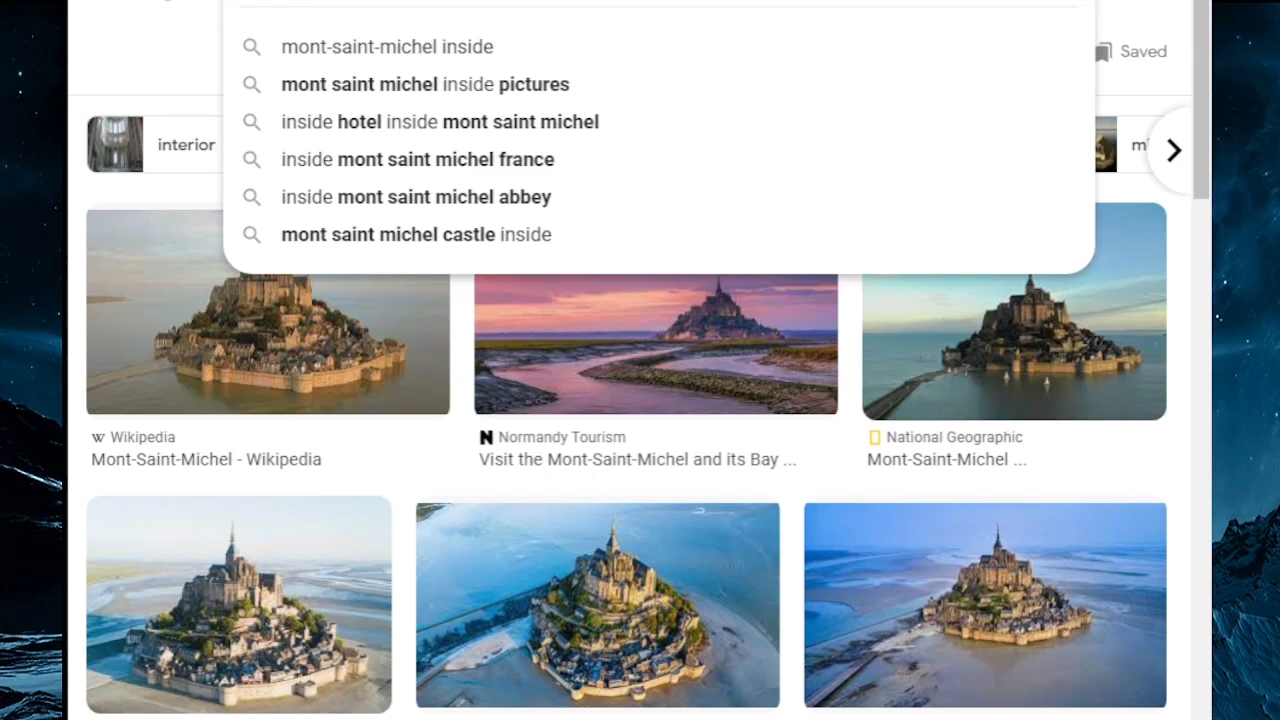 mont-saint-michel inside
Saved
mont saint michel inside pictures
inside hotel inside mont saint michel
interior
inside mont saint michel france
inside mont saint michel abbey
mont saint michel castle inside
W Wikipedia
Mont-Saint-Michel - Wikipedia
N Normandy Tourism
Visit the Mont-Saint-Michel and its Bay ...
National Geographic
Mont-Saint-Michel ...